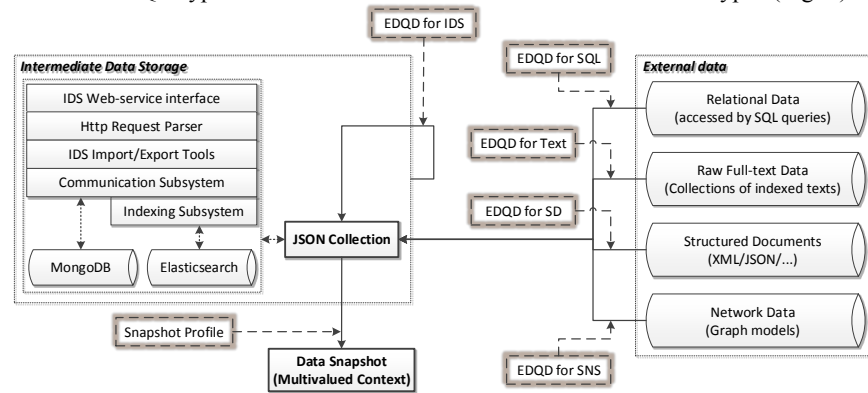 EDQD for IDS
Intermediate Data Storage
IDS Web-service interface
Http Request Parser
IDS Import/Export Tools
Communication Subsystem
Indexing Subsystem
MongoDB
Elasticsearch
JSON Collection
Snapshot Profile
Data Snapshot
(Multivalued Context)
EDQD for SQL
EDQD for Text
EDQD for SD
EDQD for SNS
External data
Relational Data
(accessed by SQL queries)
Raw Full-text Data
(Collections of indexed texts)
Structured Documents
(XML/JSON/...)
Network Data
(Graph models)